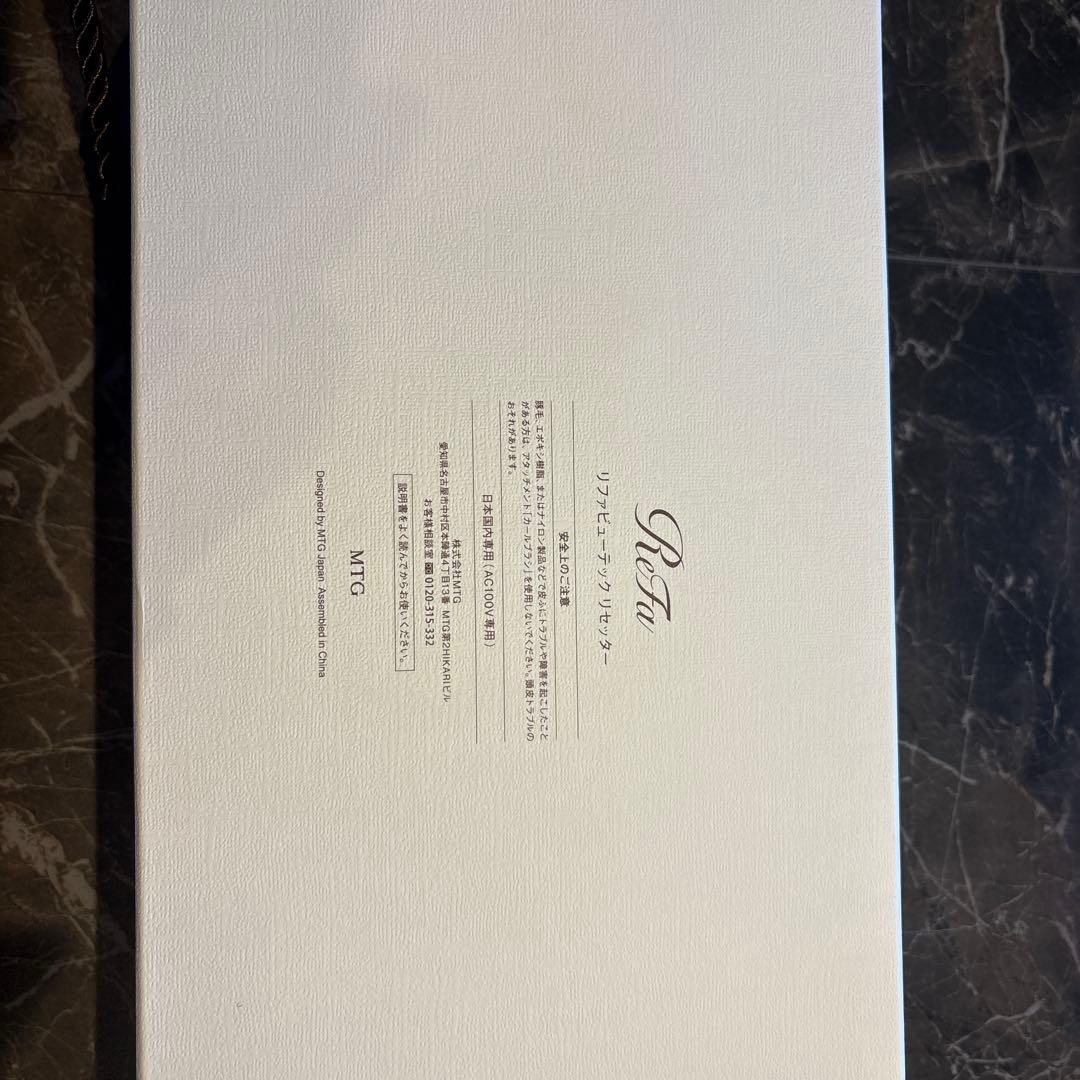 ReFa
リファビューテック リセッター
安全上のご注意
豚毛、エポキシ樹脂、またはナイロン製品などで皮ふにトラブルや障害を起こしたこと
がある方は、アタッチメント「カールブラシ」を使用しないでください。頭皮トラブルの
おそれがあります。
日本国内専用(AC100V専用)
株式会社MTG
愛知県名古屋市中村区本陣通4丁目13番 MTG第2HIKARIビル
お客様相談室 0120-315-332
説明書をよく読んでからお使いください。
MTG
Designed by MTG Japan Assembled in China